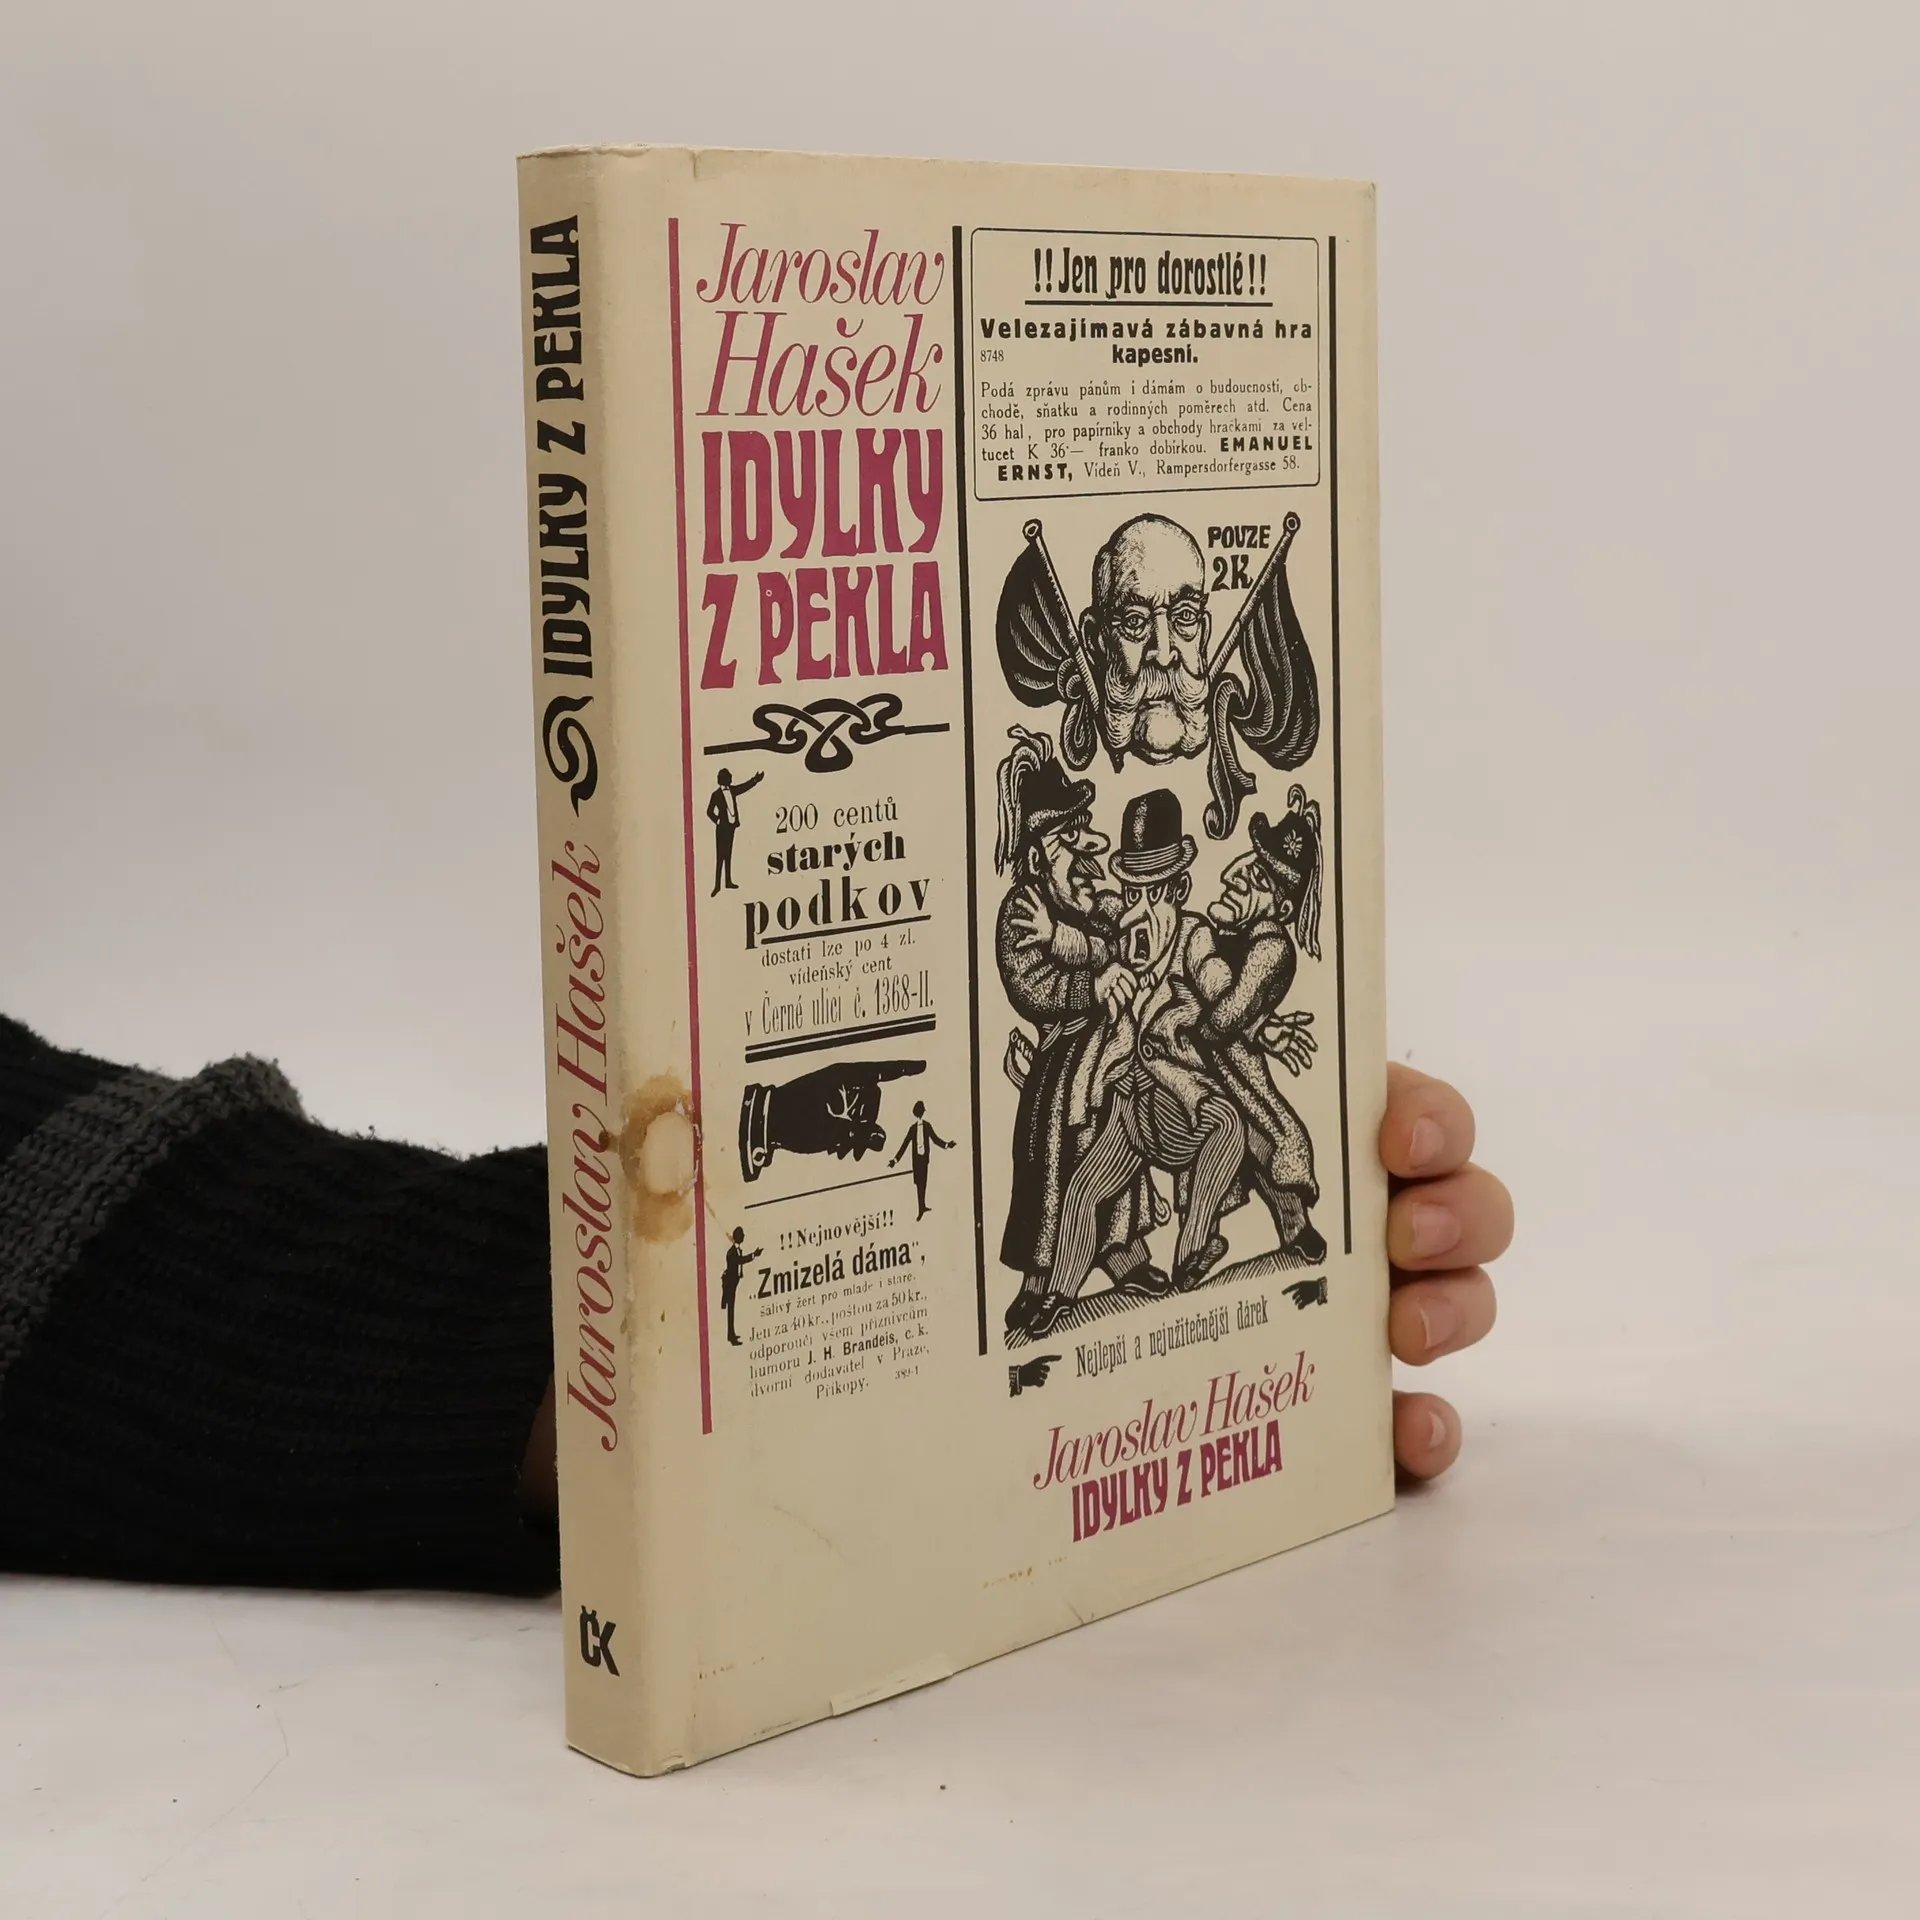 Jaroslav Hašek IDYLKY Z PEKLA
ČK
Jaroslav
Hašek
IDYLKY
Z PEKLA
200 centů
starých
podkov
dostati lze po 4 zl.
vídeňský cent
v Černé ulici č. 1368-II.
!!Nejnovější!!
„Zmizelá dáma",
šálivý žert pro mladé i staré.
Jen za 40 kr., poštou za 50 kr.,
odporoučí všem příznivcům
humoru J. H. Brandeis, c. k.
dvorní dodavatel v Praze,
Příkopy.
!!Jen pro dorostlé!!
Velezajímavá zábavná hra
8748 kapesní.
Podá zprávu pánům i dámám o budoucnosti, ob-
chodě, sňatku a rodinných poměrech atd. Cena
36 hal, pro papírníky a obchody hračkami za vel-
tucet K 36·— franko dobírkou. EMANUEL
ERNST, Vídeň V., Rampersdorfergasse 58.
POUZE
2K
Nejlepší a nejužitečnější dárek
Jaroslav Hašek
IDYLKY Z PEKLA